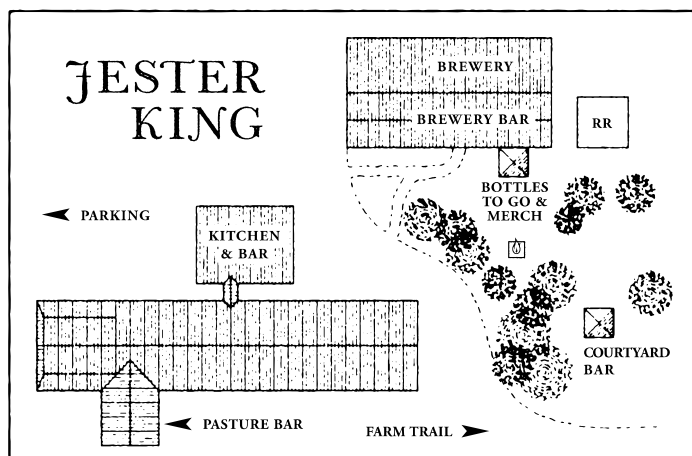 JESTER
KING
BREWERY
BREWERY BAR
RR
BOTTLES
TO GO &
MERCH
PARKING
KITCHEN
& BAR
COURTYARD
BAR
PASTURE BAR
FARM TRAIL